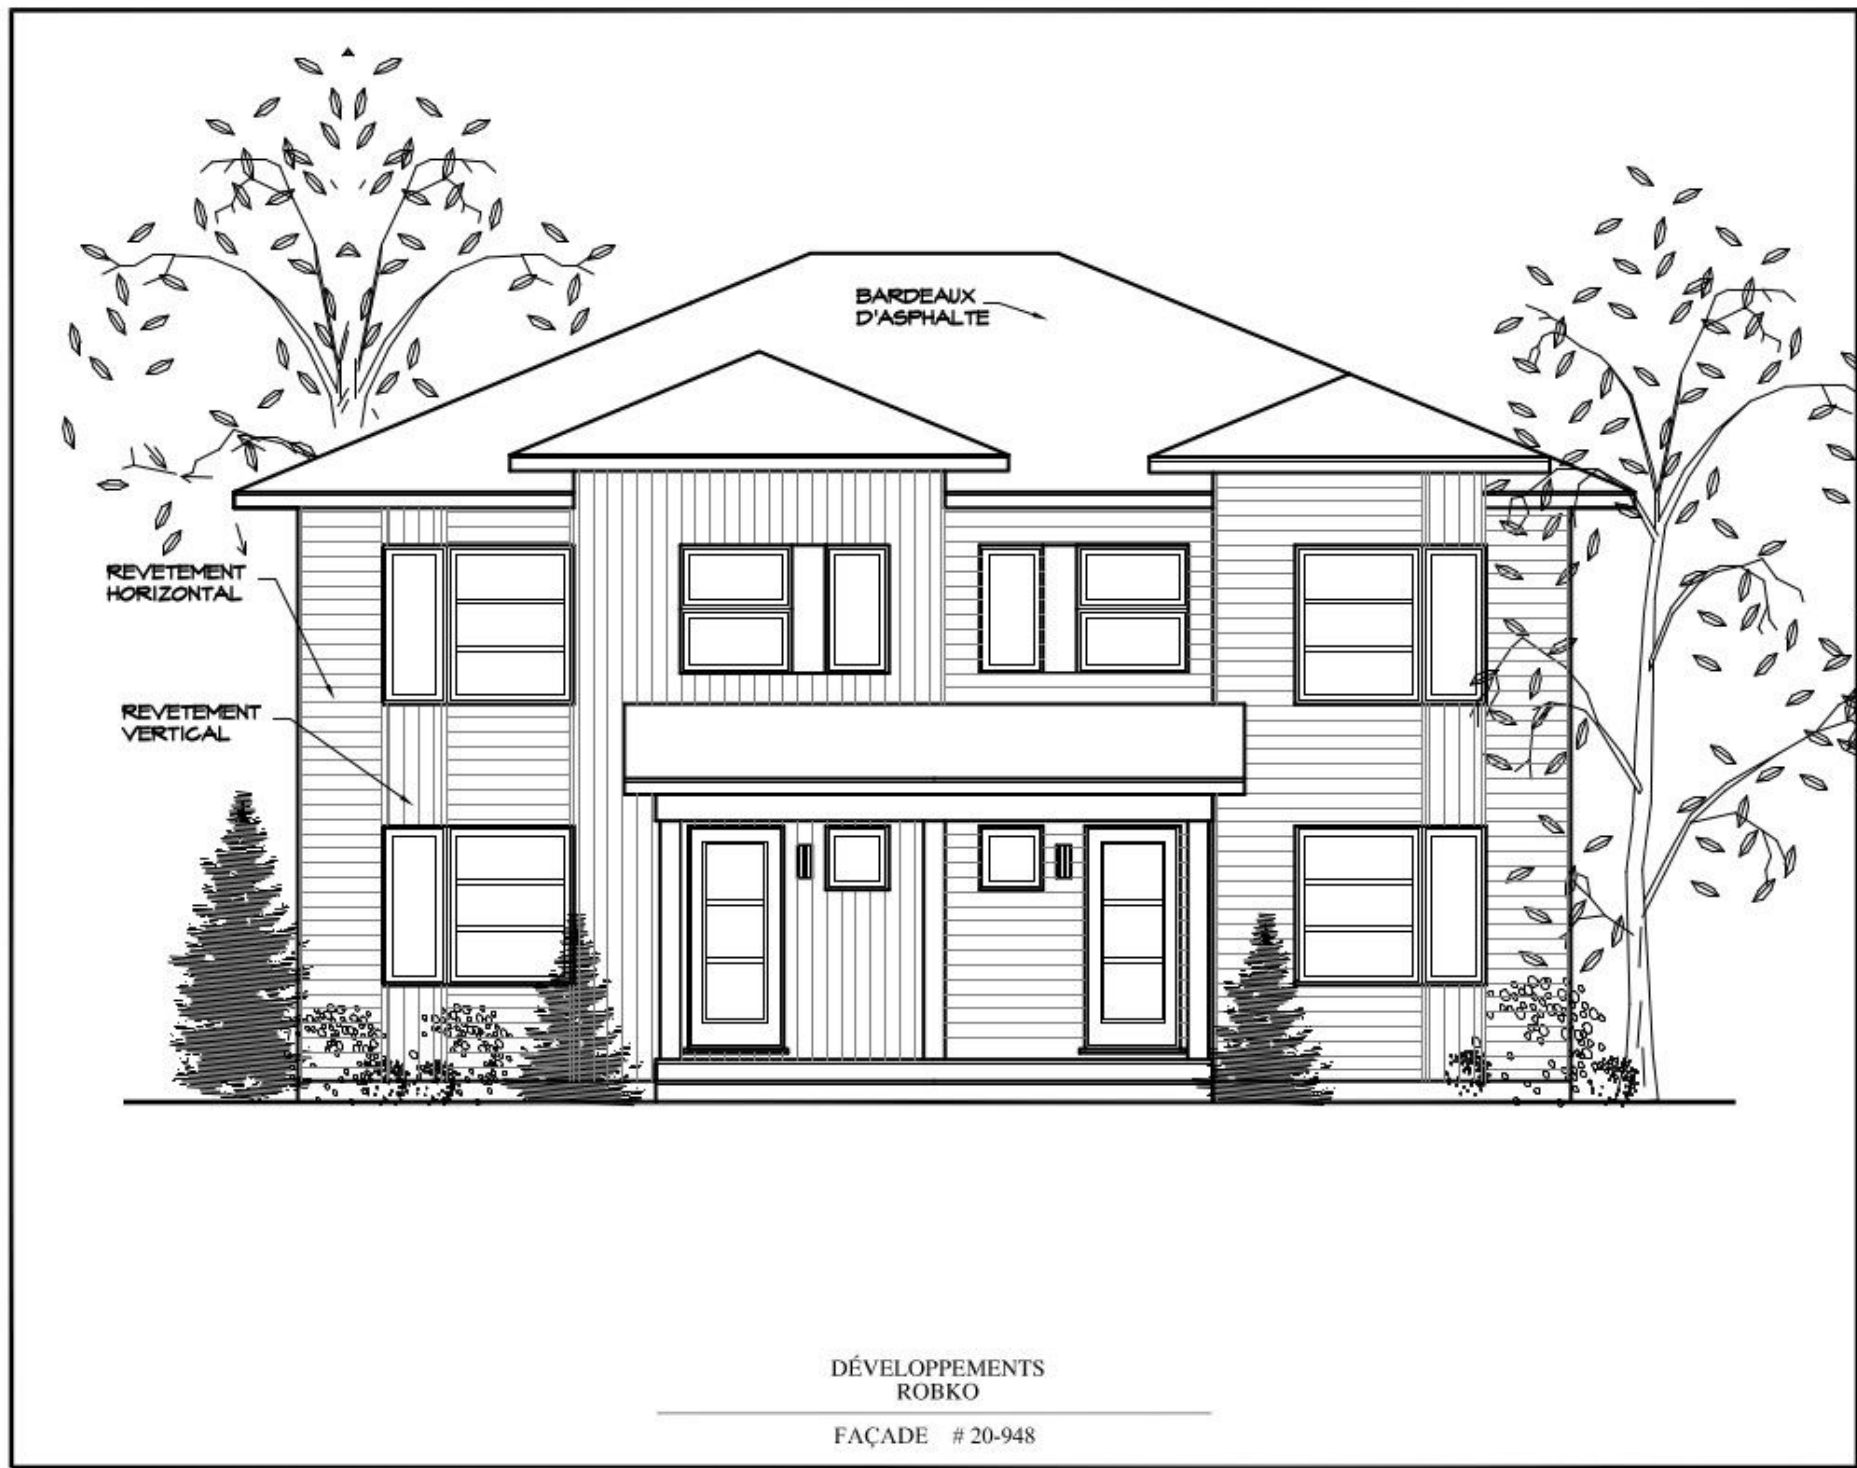 BARDEAUX
D'ASPHALTE
REVETEMENT
HORIZONTAL
REVETEMENT
VERTICAL
DÉVELOPPEMENTS
ROBKO
FAÇADE # 20-948